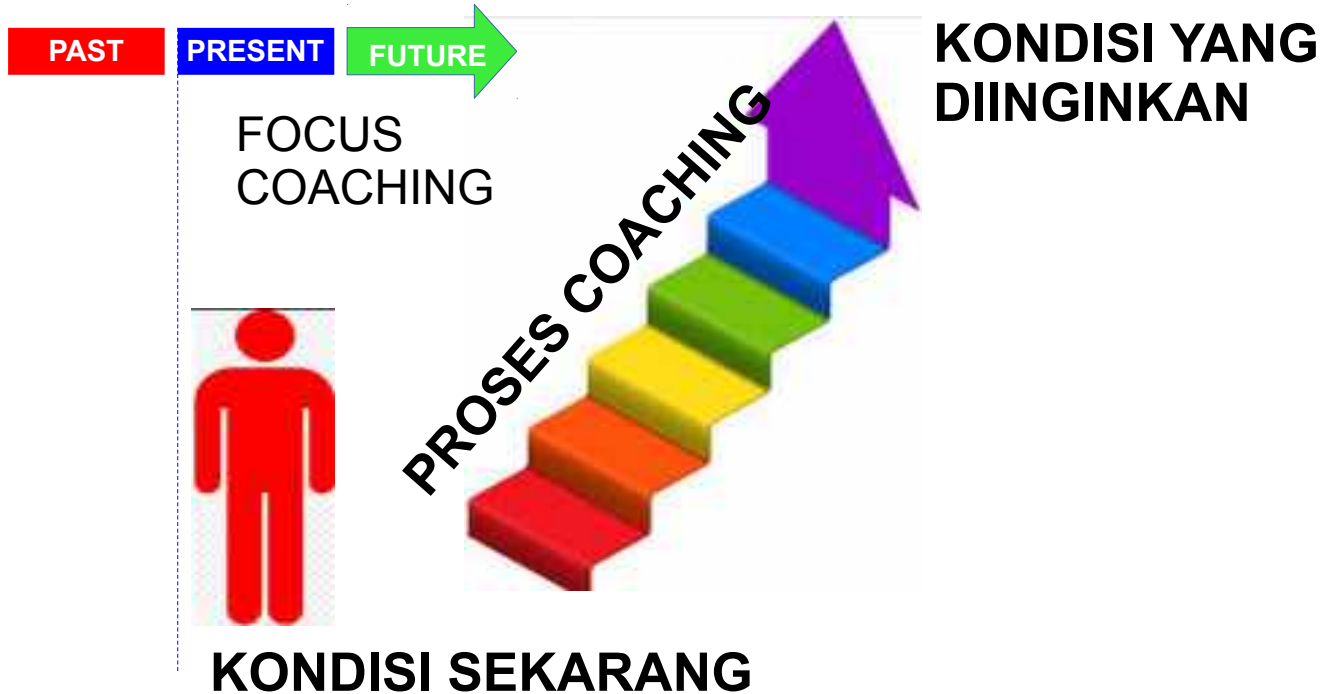 PAST
PRESENT
FUTURE
KONDISI YANG
DIINGINKAN
FOCUS
COACHING
PROSES COACHING
KONDISI SEKARANG